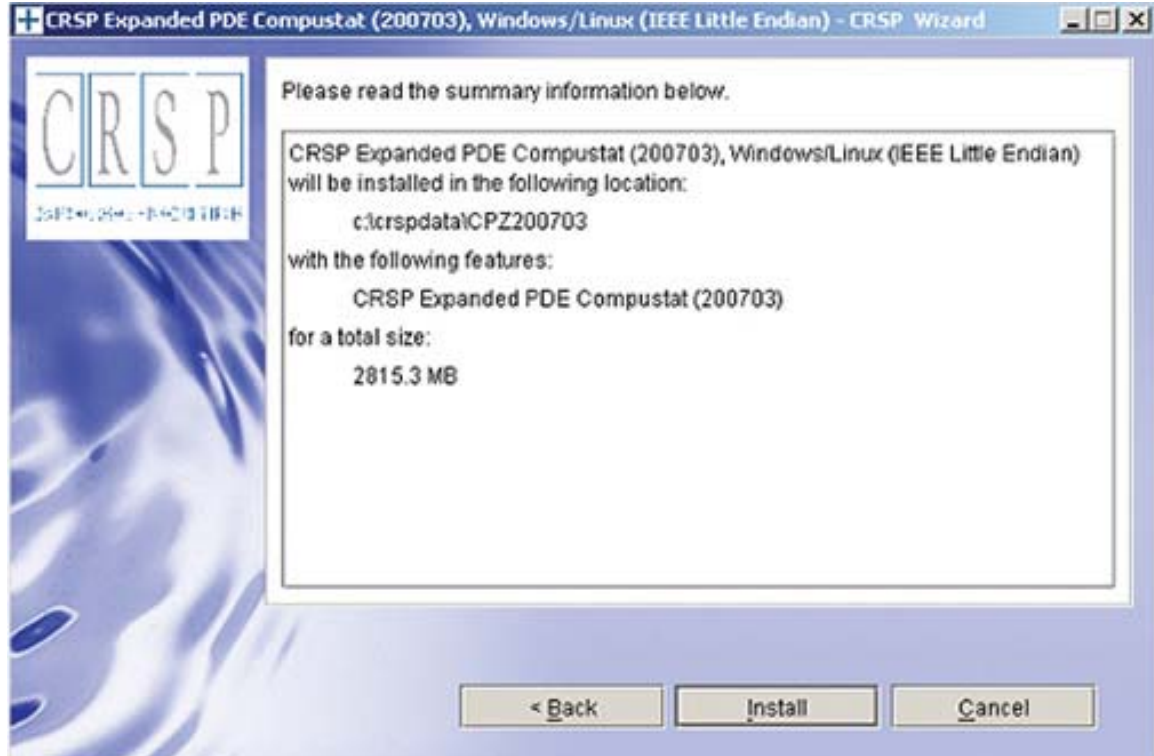 CRSP Expanded PDE Compustat (200703), Windows/Linux (IEEE Little Endian) - CRSP Wizard
CRSP
Please read the summary information below.
CRSP Expanded PDE Compustat (200703), Windows/Linux (IEEE Little Endian)
will be installed in the following location:
c:\crspdata\CPZ200703
with the following features:
CRSP Expanded PDE Compustat (200703)
for a total size:
2815.3 MB
< Back
Install
Cancel